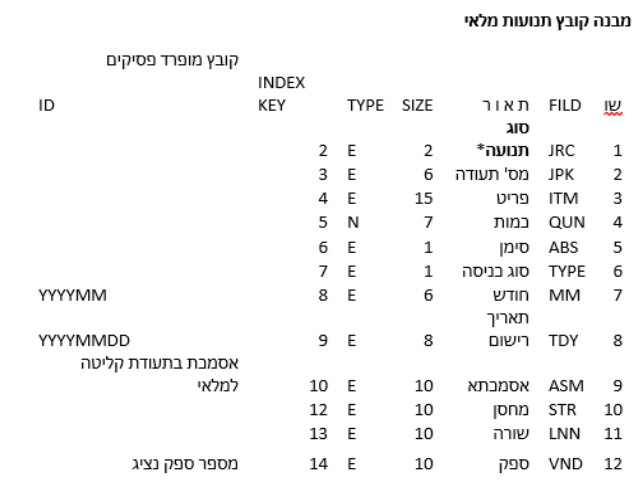 מבנה קובץ תנועות מלאי
קובץ מופרד פסיקים
INDEX
שו FILD תאור SIZE TYPE KEY ID
סוג
1 JRC תנועה* 2 E 2
2 JPK מס' תעודה 6 E 3
3 ITM פריט 15 E 4
4 QUN כמות 7 N 5
5 ABS סימן 1 E 6
6 TYPE סוג כניסה 1 E 7
7 MM חודש 6 E 8 YYYYMM
תאריך
8 TDY רישום 8 E 9 YYYYMMDD
אסמכת בתעודת קליטה
9 ASM אסמכתא 10 E 10 למלאי
10 STR מחסן 10 E 12
11 LNN שורה 10 E 13
12 VND ספק 10 E 14 מספר ספק נציג